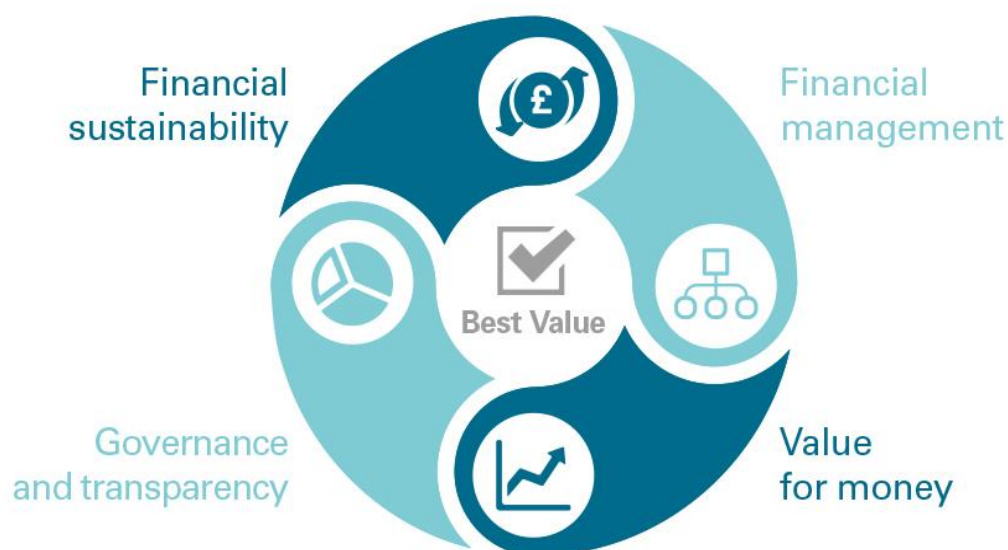 Financial
sustainability
£
Financial
management
Best Value
Governance
and transparency
Value
for money